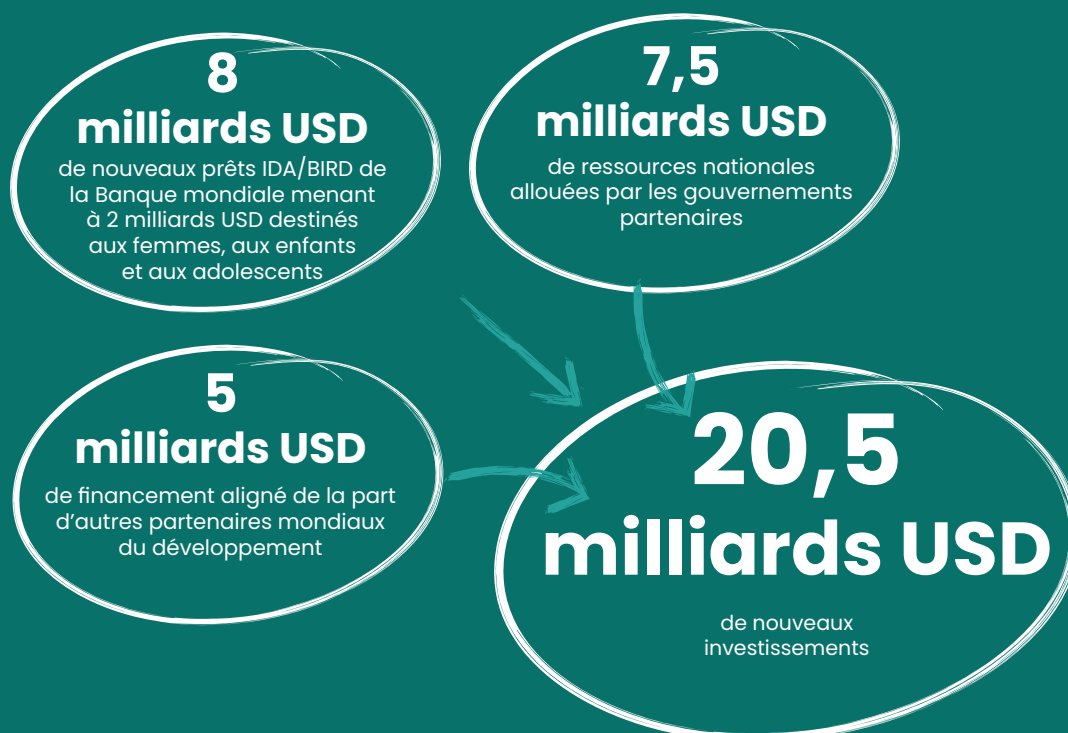 8
milliards USD
de nouveaux prêts IDA/BIRD de
la Banque mondiale menant
à 2 milliards USD destinés
aux femmes, aux enfants
et aux adolescents
7,5
milliards USD
de ressources nationales
allouées par les gouvernements
partenaires
5
milliards USD
de financement aligné de la part
d’autres partenaires mondiaux
du développement
20,5
milliards USD
de nouveaux
investissements